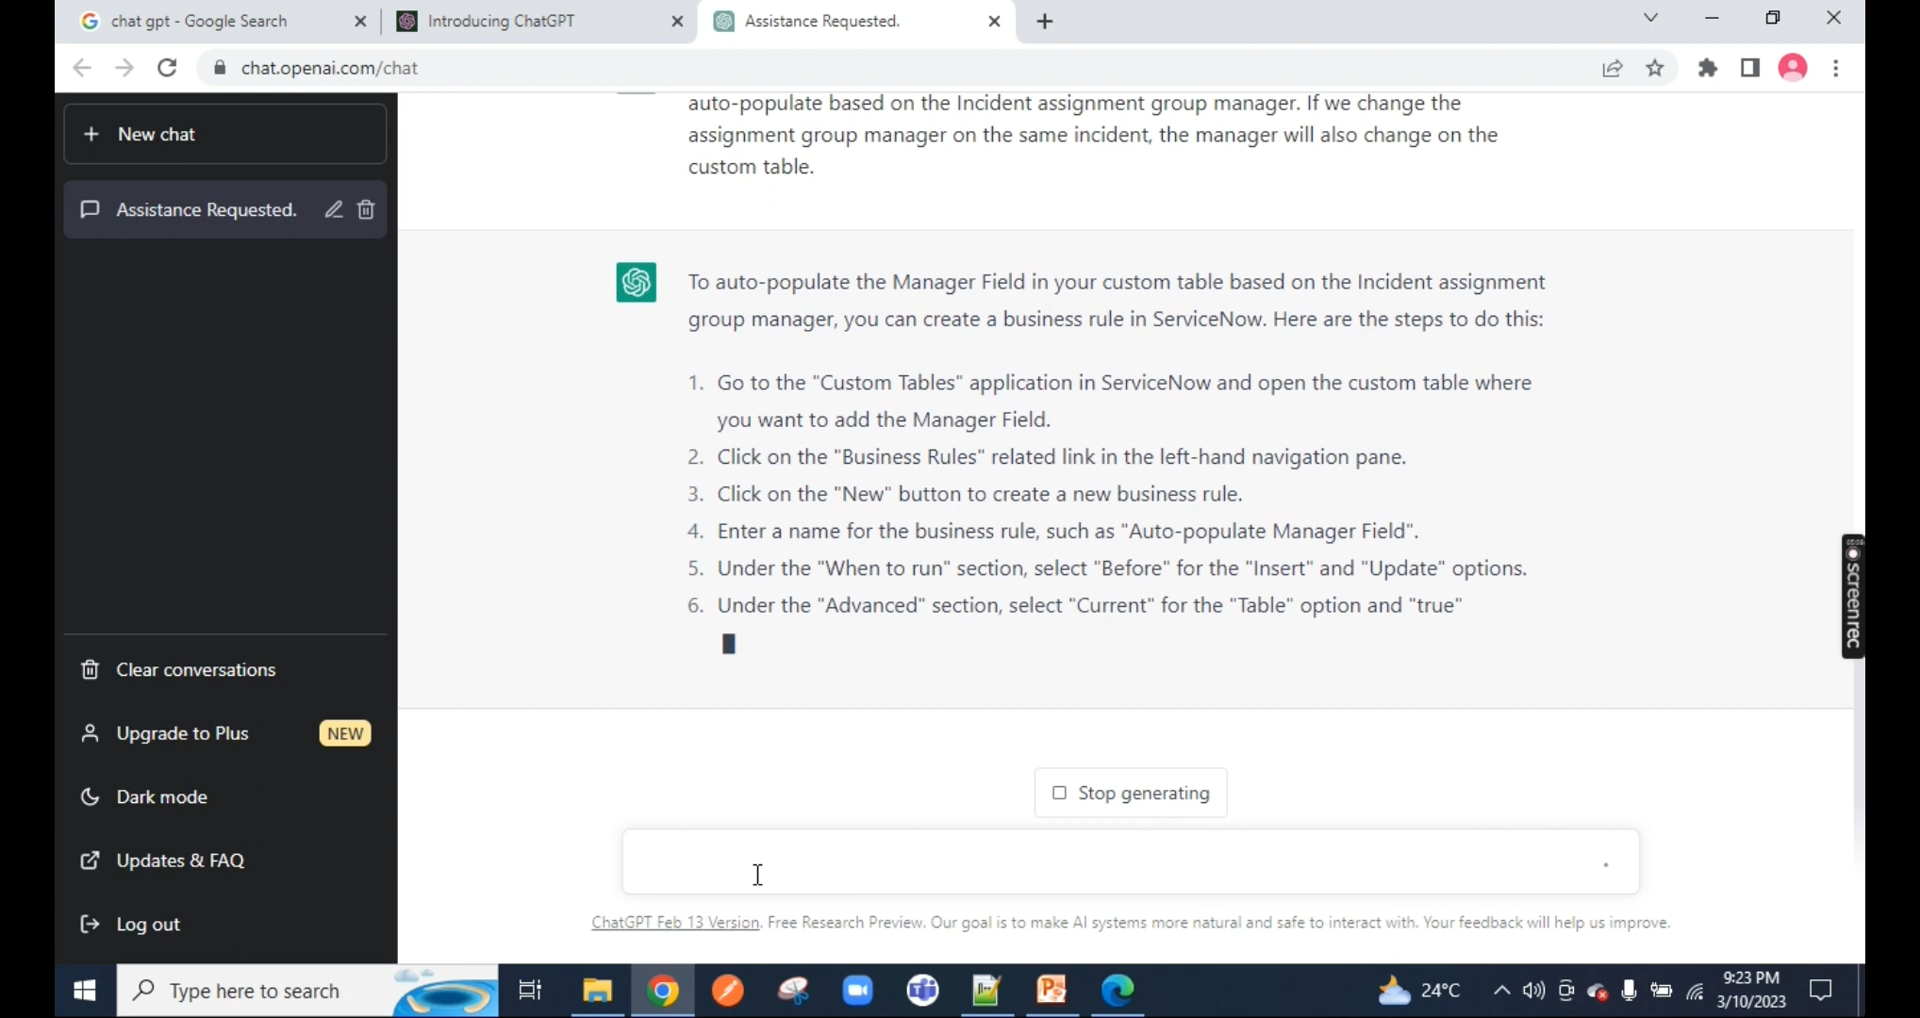 chat gpt - Google Search
Introducing ChatGPT
Assistance Requested.
chat.openai.com/chat
New chat
Assistance Requested.
Clear conversations
Upgrade to Plus NEW
Dark mode
Updates & FAQ
Log out
auto-populate based on the Incident assignment group manager. If we change the
assignment group manager on the same incident, the manager will also change on the
custom table.
To auto-populate the Manager Field in your custom table based on the Incident assignment
group manager, you can create a business rule in ServiceNow. Here are the steps to do this:
1. Go to the "Custom Tables" application in ServiceNow and open the custom table where
you want to add the Manager Field.
2. Click on the "Business Rules" related link in the left-hand navigation pane.
3. Click on the "New" button to create a new business rule.
4. Enter a name for the business rule, such as "Auto-populate Manager Field".
5. Under the "When to run" section, select "Before" for the "Insert" and "Update" options.
6. Under the "Advanced" section, select "Current" for the "Table" option and "true"
Stop generating
ChatGPT Feb 13 Version. Free Research Preview. Our goal is to make AI systems more natural and safe to interact with. Your feedback will help us improve.
screenrec
Type here to search
24°C
9:23 PM
3/10/2023